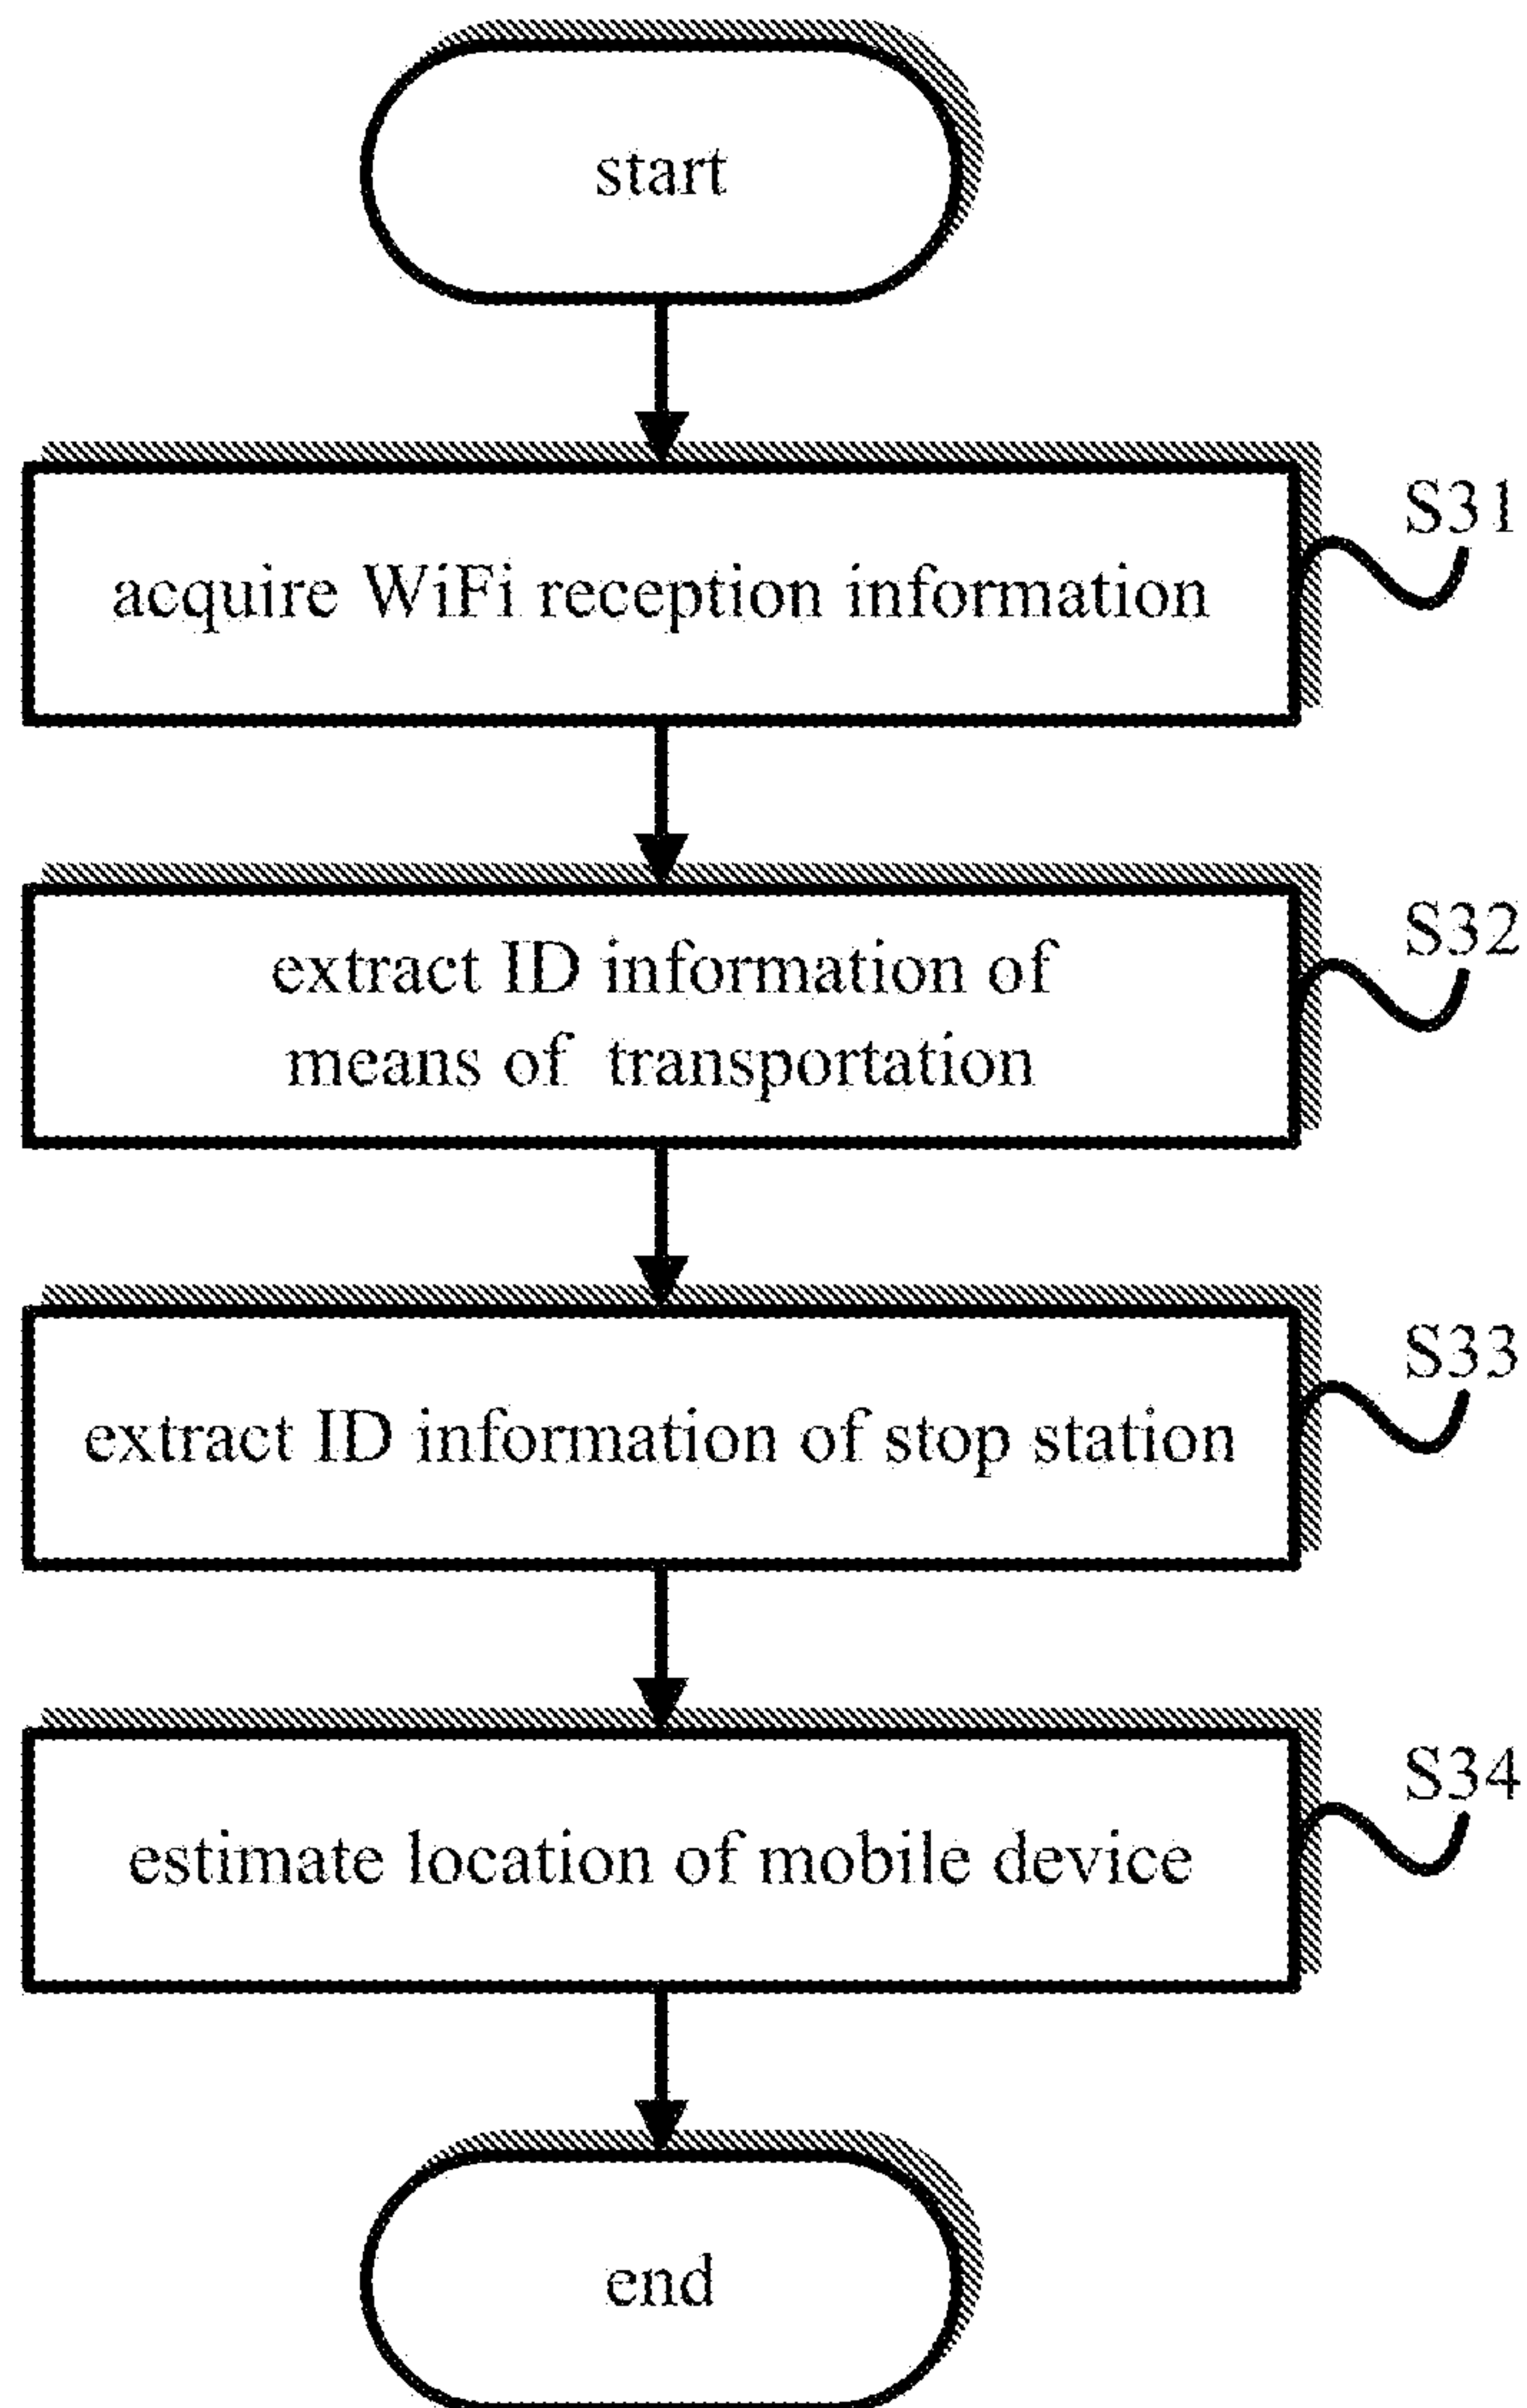 start
S31
acquire WiFi reception information
S32
extract ID information of
means of transportation
S33
extract ID information of stop station
S34
estimate location of mobile device
end